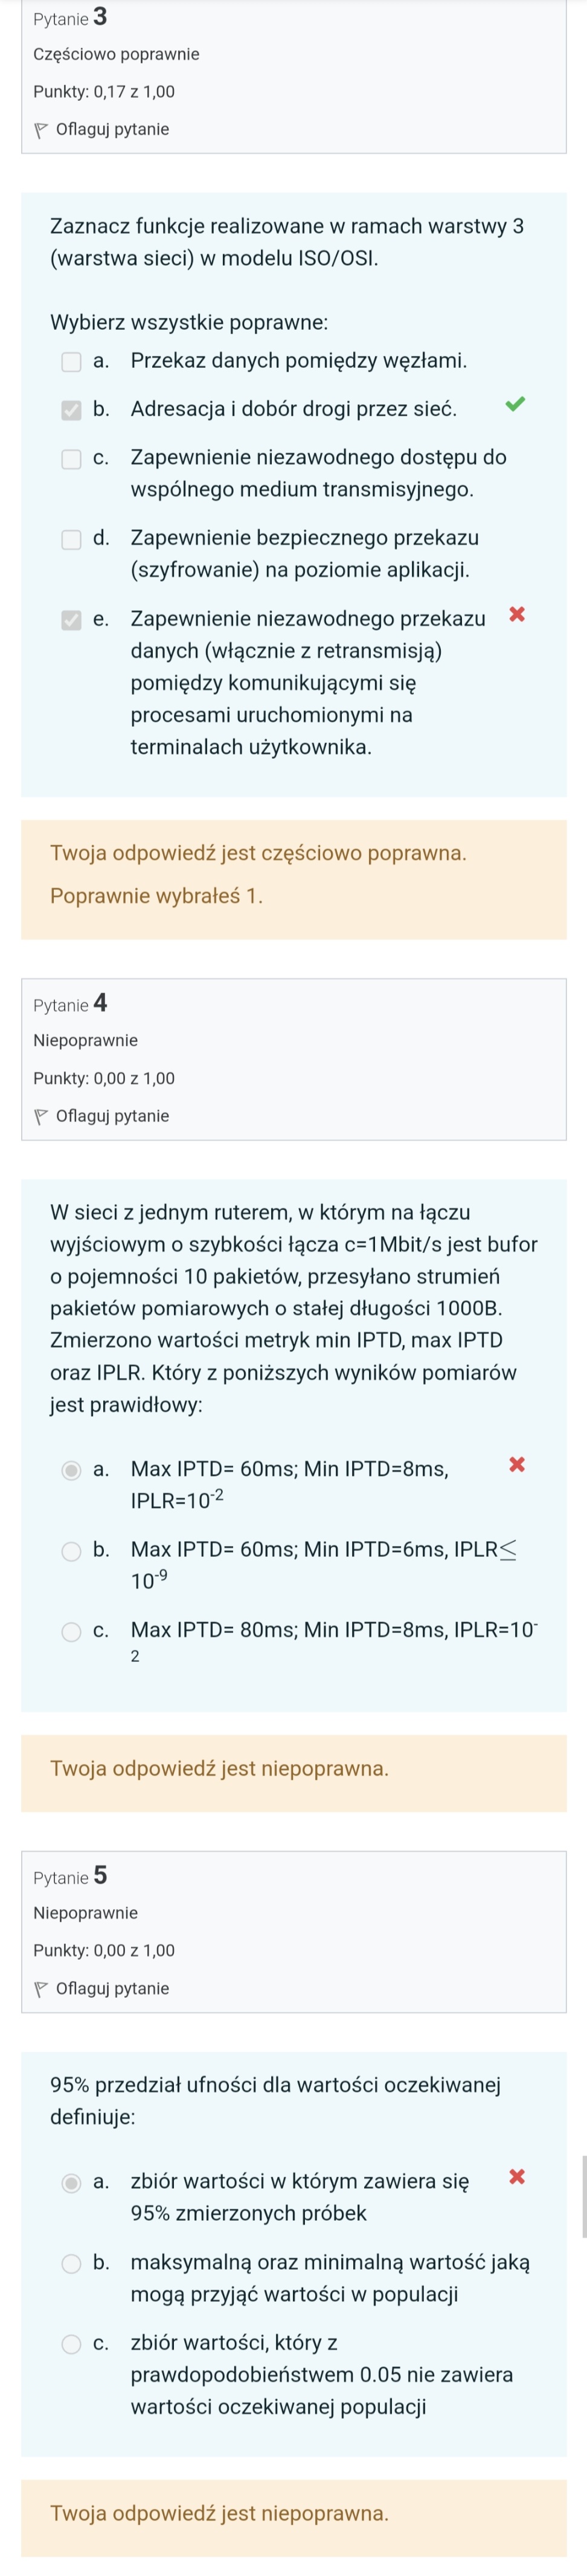 Pytanie 3
Częściowo poprawnie
Punkty: 0,17 z 1,00
Oflaguj pytanie
Zaznacz funkcje realizowane w ramach warstwy 3
(warstwa sieci) w modelu ISO/OSI.
Wybierz wszystkie poprawne:
a. Przekaz danych pomiędzy węzłami.
b. Adresacja i dobór drogi przez sieć.
c. Zapewnienie niezawodnego dostępu do
wspólnego medium transmisyjnego.
d. Zapewnienie bezpiecznego przekazu
(szyfrowanie) na poziomie aplikacji.
e. Zapewnienie niezawodnego przekazu
danych (włącznie z retransmisją)
pomiędzy komunikującymi się
procesami uruchomionymi na
terminalach użytkownika.
Twoja odpowiedź jest częściowo poprawna.
Poprawnie wybrałeś 1.
Pytanie 4
Niepoprawnie
Punkty: 0,00 z 1,00
Oflaguj pytanie
W sieci z jednym ruterem, w którym na łączu
wyjściowym o szybkości łącza c=1Mbit/s jest bufor
o pojemności 10 pakietów, przesyłano strumień
pakietów pomiarowych o stałej długości 1000B.
Zmierzono wartości metryk min IPTD, max IPTD
oraz IPLR. Który z poniższych wyników pomiarów
jest prawidłowy:
a. Max IPTD= 60ms; Min IPTD=8ms,
IPLR=10⁻²
b. Max IPTD= 60ms; Min IPTD=6ms, IPLR≤
10⁻⁹
c. Max IPTD= 80ms; Min IPTD=8ms, IPLR=10⁻
²
Twoja odpowiedź jest niepoprawna.
Pytanie 5
Niepoprawnie
Punkty: 0,00 z 1,00
Oflaguj pytanie
95% przedział ufności dla wartości oczekiwanej
definiuje:
a. zbiór wartości w którym zawiera się
95% zmierzonych próbek
b. maksymalną oraz minimalną wartość jaką
mogą przyjąć wartości w populacji
c. zbiór wartości, który z
prawdopodobieństwem 0.05 nie zawiera
wartości oczekiwanej populacji
Twoja odpowiedź jest niepoprawna.